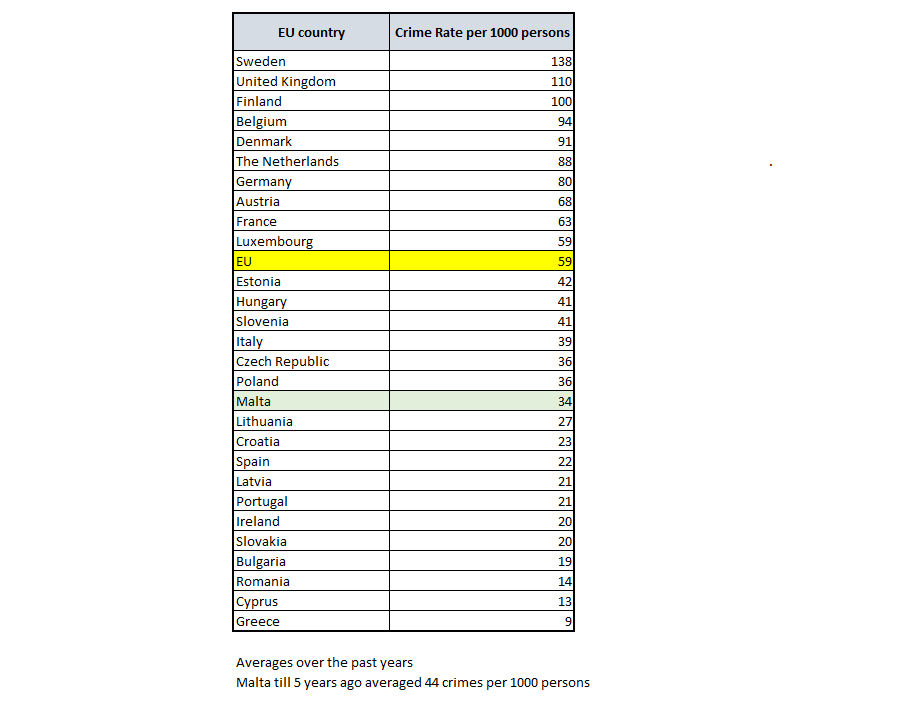 EU country Crime Rate per 1000 persons
Sweden 138
United Kingdom 110
Finland 100
Belgium 94
Denmark 91
The Netherlands 88
Germany 80
Austria 68
France 63
Luxembourg 59
EU 59
Estonia 42
Hungary 41
Slovenia 41
Italy 39
Czech Republic 36
Poland 36
Malta 34
Lithuania 27
Croatia 23
Spain 22
Latvia 21
Portugal 21
Ireland 20
Slovakia 20
Bulgaria 19
Romania 14
Cyprus 13
Greece 9
Averages over the past years
Malta till 5 years ago averaged 44 crimes per 1000 persons